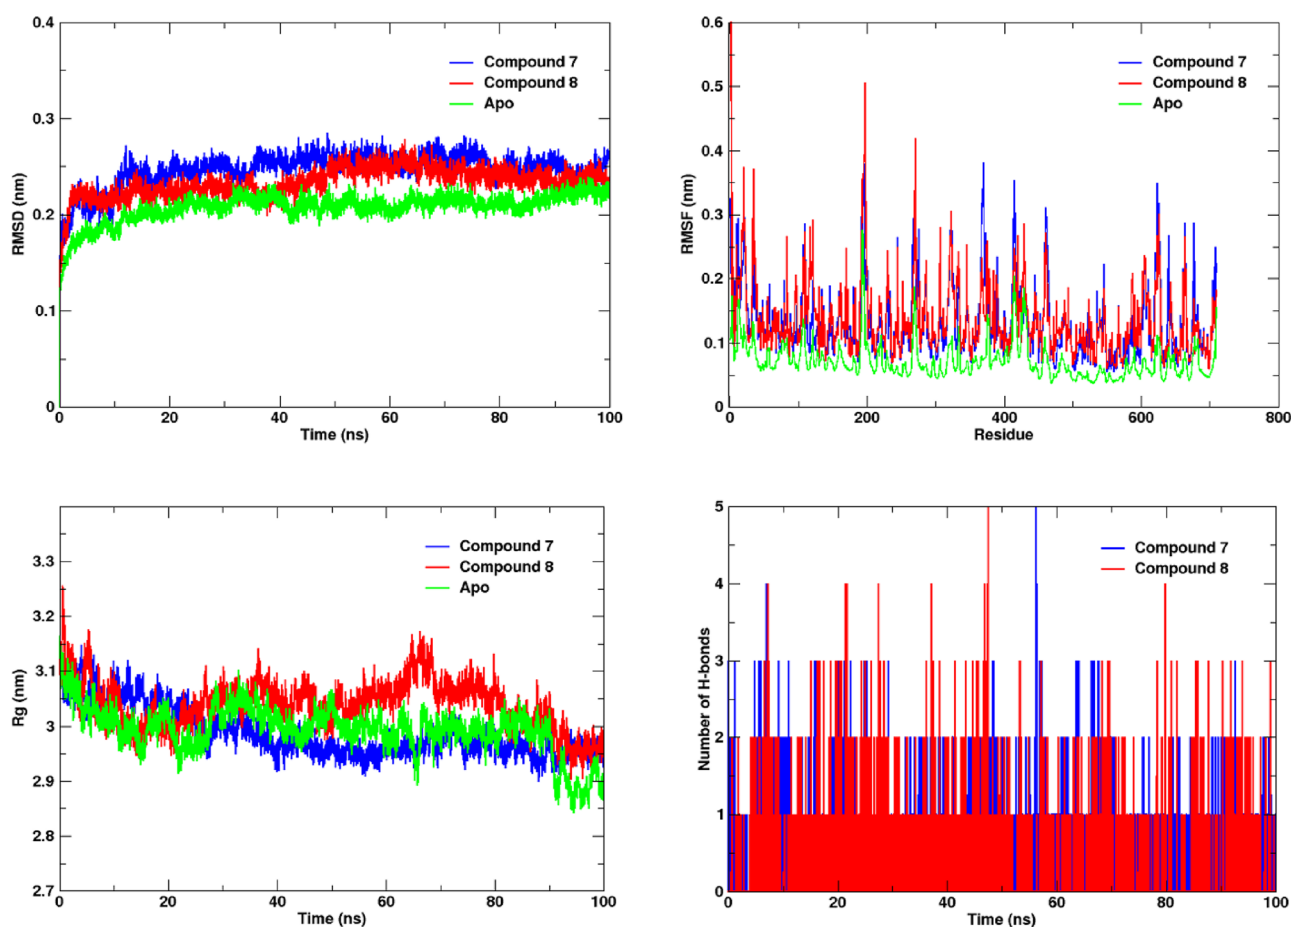 0.4
0.3
0.2
0.1
0
RMSD (nm)
Compound 7
Compound 8
Apo
0 20 40 60 80 100
Time (ns)
0.6
0.5
0.4
0.3
0.2
0.1
0
RMSF (nm)
Compound 7
Compound 8
Apo
0 200 400 600 800
Residue
3.3
3.2
3.1
3
2.9
2.8
2.7
Rg (nm)
Compound 7
Compound 8
Apo
0 20 40 60 80 100
Time (ns)
5
4
3
2
1
0
Number of H-bonds
Compound 7
Compound 8
0 20 40 60 80 100
Time (ns)